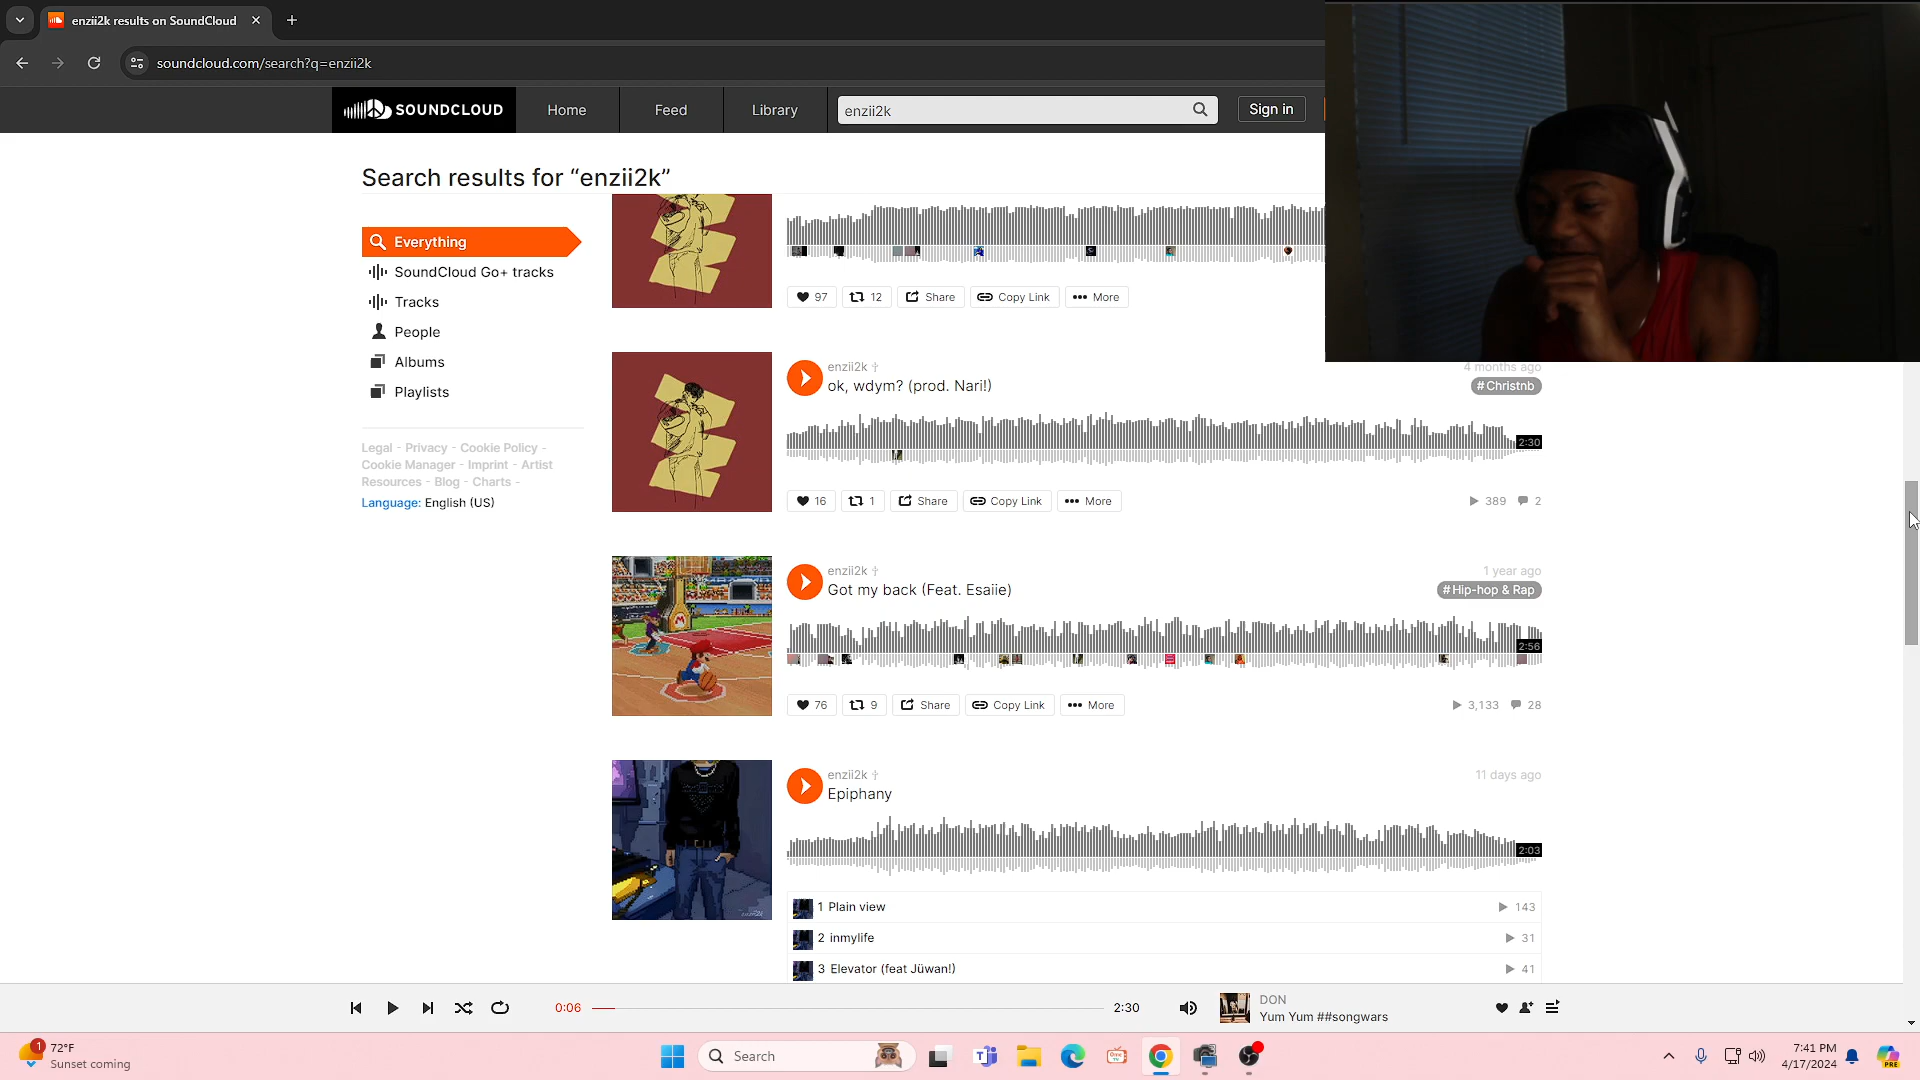 enzii2k results on SoundCloud
soundcloud.com/search?q=enzii2k
SOUNDCLOUD
Home
Feed
Library
enzii2k
Sign in
Search results for “enzii2k”
Everything
SoundCloud Go+ tracks
Tracks
People
Albums
Playlists
Legal - Privacy - Cookie Policy -
Cookie Manager - Imprint - Artist
Resources - Blog - Charts -
Language: English (US)
97
12
Share
Copy Link
More
enzii2k †
4 months ago
ok, wdym? (prod. Nari!)
# Christnb
2:30
16
1
Share
Copy Link
More
389
2
enzii2k †
1 year ago
Got my back (Feat. Esaiie)
# Hip-hop & Rap
2:56
76
9
Share
Copy Link
More
3,133
28
enzii2k †
11 days ago
Epiphany
2:03
1 Plain view
143
2 inmylife
31
3 Elevator (feat Jüwan!)
41
0:06
2:30
DON
Yum Yum ##songwars
1
72°F
Sunset coming
Search
7:41 PM
4/17/2024
PRE